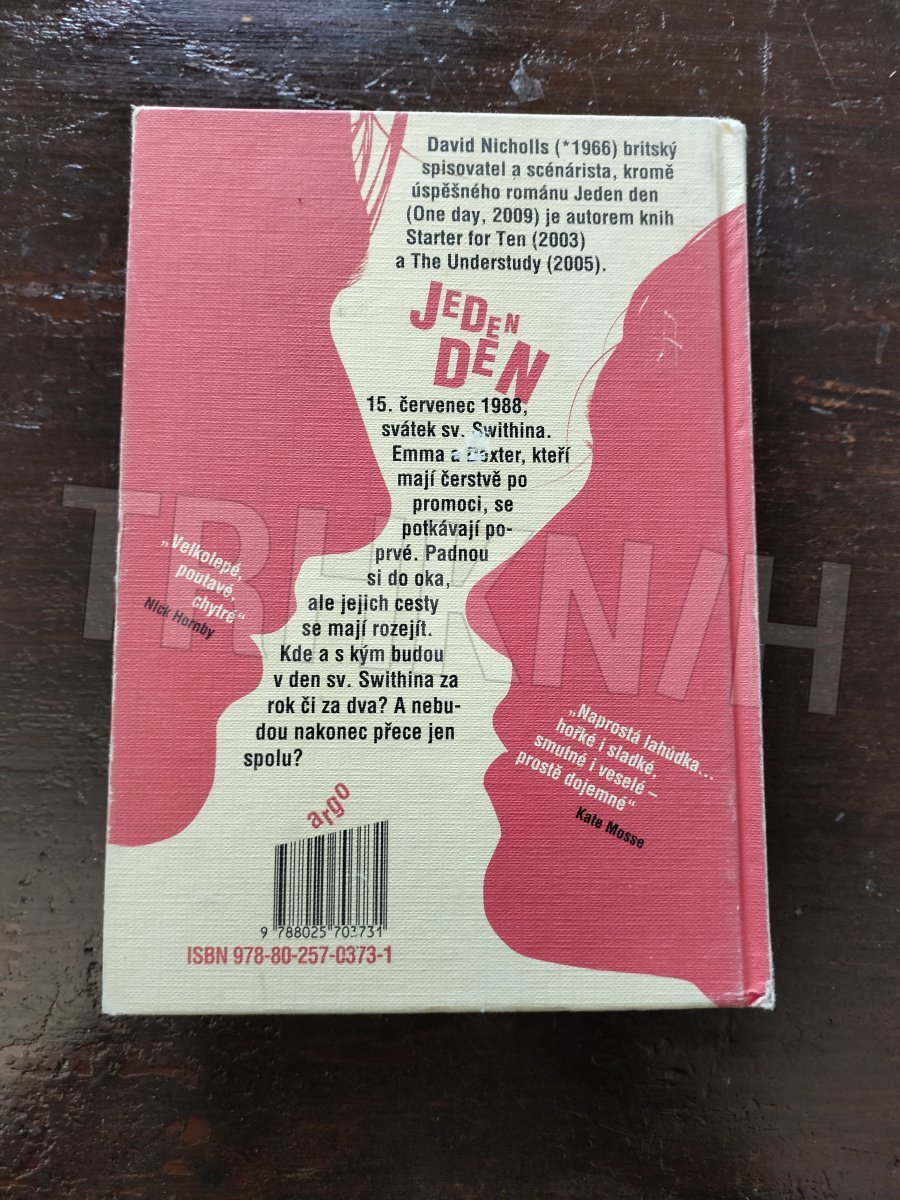 David Nicholls (*1966) britský
spisovatel a scénárista, kromě
úspěšného románu Jeden den
(One day, 2009) je autorem knih
Starter for Ten (2003)
a The Understudy (2005).
JEDEN
DEN
15. červenec 1988,
svátek sv. Swithina.
Emma a Dexter, kteří
mají čerstvě po
promoci, se
potkávají po-
prvé. Padnou
si do oka,
ale jejich cesty
se mají rozejít.
Kde a s kým budou
v den sv. Swithina za
rok či za dva? A nebu-
dou nakonec přece jen
spolu?
„Velkolepé,
poutavé,
chytré“
Nick Hornby
„Naprostá lahůdka...
hořké i sladké,
smutné i veselé –
prostě dojemné“
Kate Mosse
argo
9 788025 703731
ISBN 978-80-257-0373-1
TRHKNIH